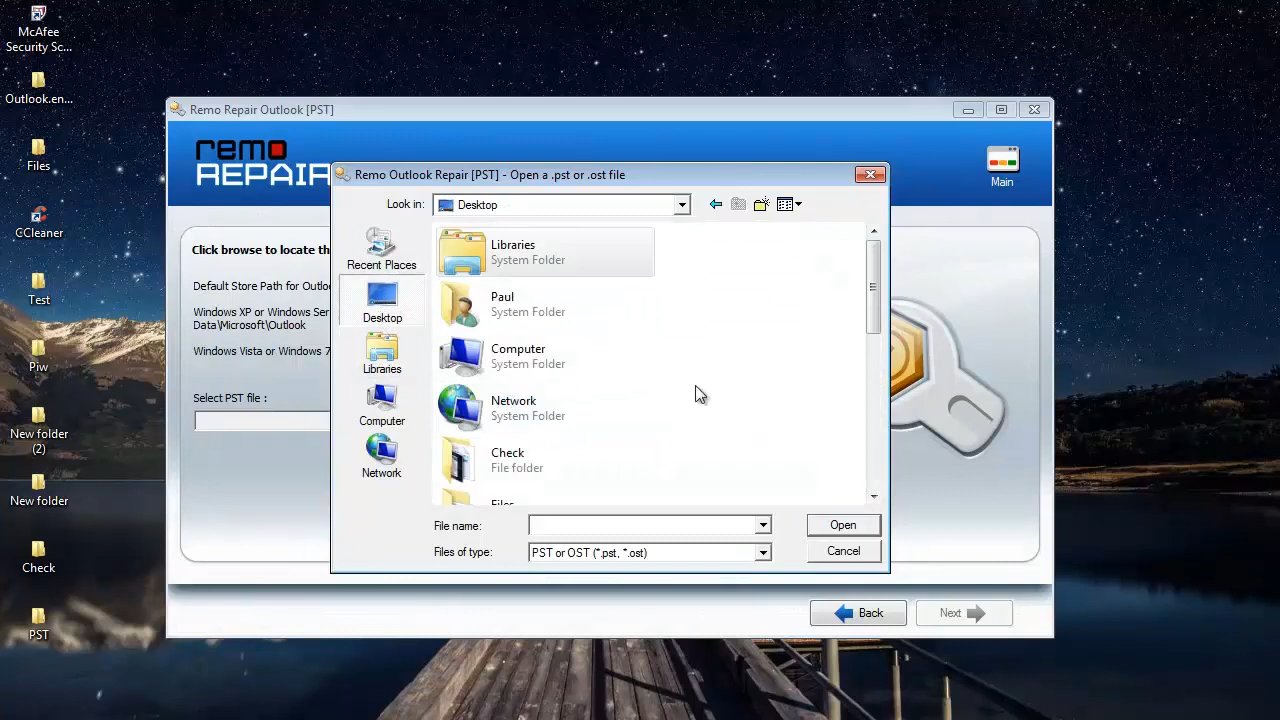 McAfee
Security Sc...
Outlook.en...
Files
CCleaner
Test
Piw
New folder
(2)
New folder
Check
PST
Remo Repair Outlook [PST]
remo
REPAIR
Main
Click browse to locate th
Default Store Path for Outlo
Windows XP or Windows Ser
Data\Microsoft\Outlook
Windows Vista or Windows 7
Select PST file :
Remo Outlook Repair [PST] - Open a .pst or .ost file
Look in:
Desktop
Recent Places
Desktop
Libraries
Computer
Network
Libraries
System Folder
Paul
System Folder
Computer
System Folder
Network
System Folder
Check
File folder
Files
File name:
Open
Files of type:
PST or OST (*.pst, *.ost)
Cancel
Back
Next